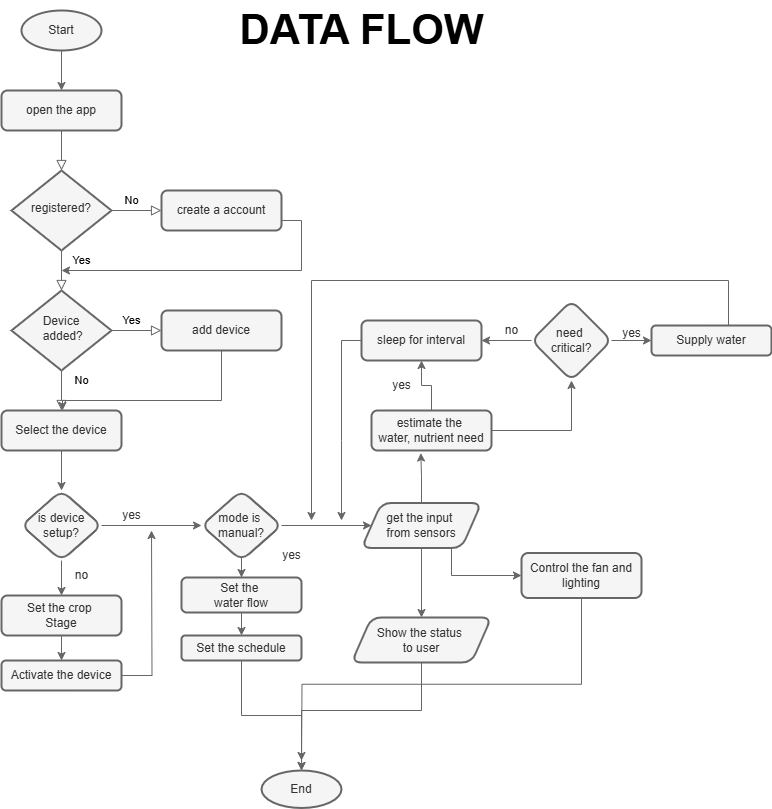 DATA FLOW
Start
open the app
registered?
No
create a account
Yes
Device
added?
Yes
add device
No
Select the device
is device
setup?
yes
no
Set the crop
Stage
Activate the device
mode is
manual?
yes
Set the
water flow
Set the schedule
get the input
from sensors
estimate the
water, nutrient need
yes
sleep for interval
no
need
critical?
yes
Supply water
Control the fan and
lighting
Show the status
to user
End